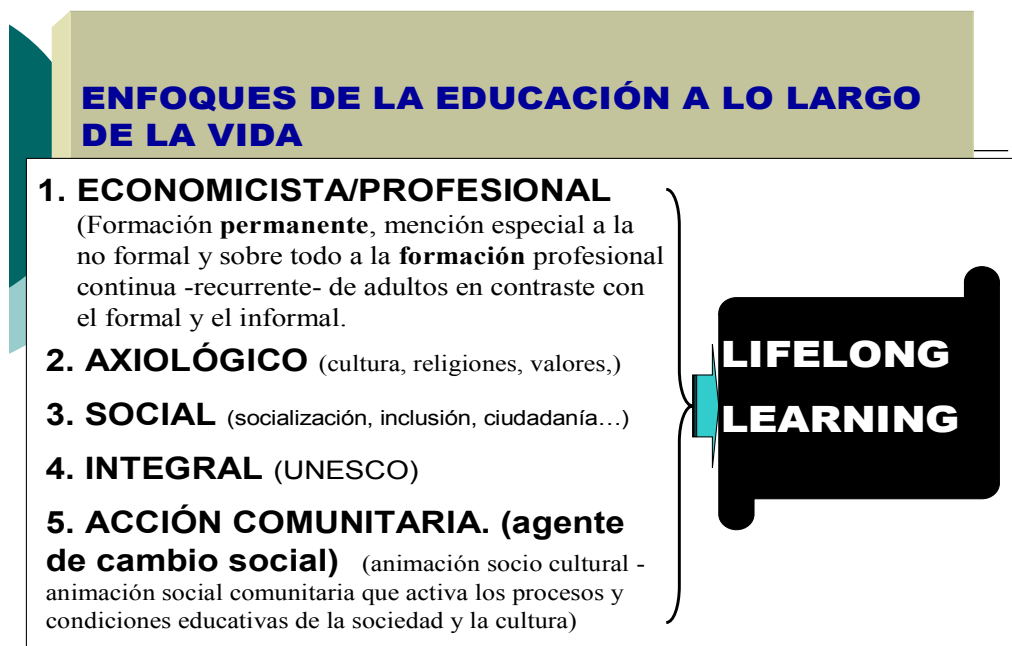 ENFOQUES DE LA EDUCACIÓN A LO LARGO
DE LA VIDA
1. ECONOMICISTA/PROFESIONAL
(Formación permanente, mención especial a la
no formal y sobre todo a la formación profesional
continua -recurrente- de adultos en contraste con
el formal y el informal.
2. AXIOLÓGICO (cultura, religiones, valores,)
3. SOCIAL (socialización, inclusión, ciudadanía…)
4. INTEGRAL (UNESCO)
5. ACCIÓN COMUNITARIA. (agente
de cambio social) (animación socio cultural -
animación social comunitaria que activa los procesos y
condiciones educativas de la sociedad y la cultura)
LIFELONG
LEARNING